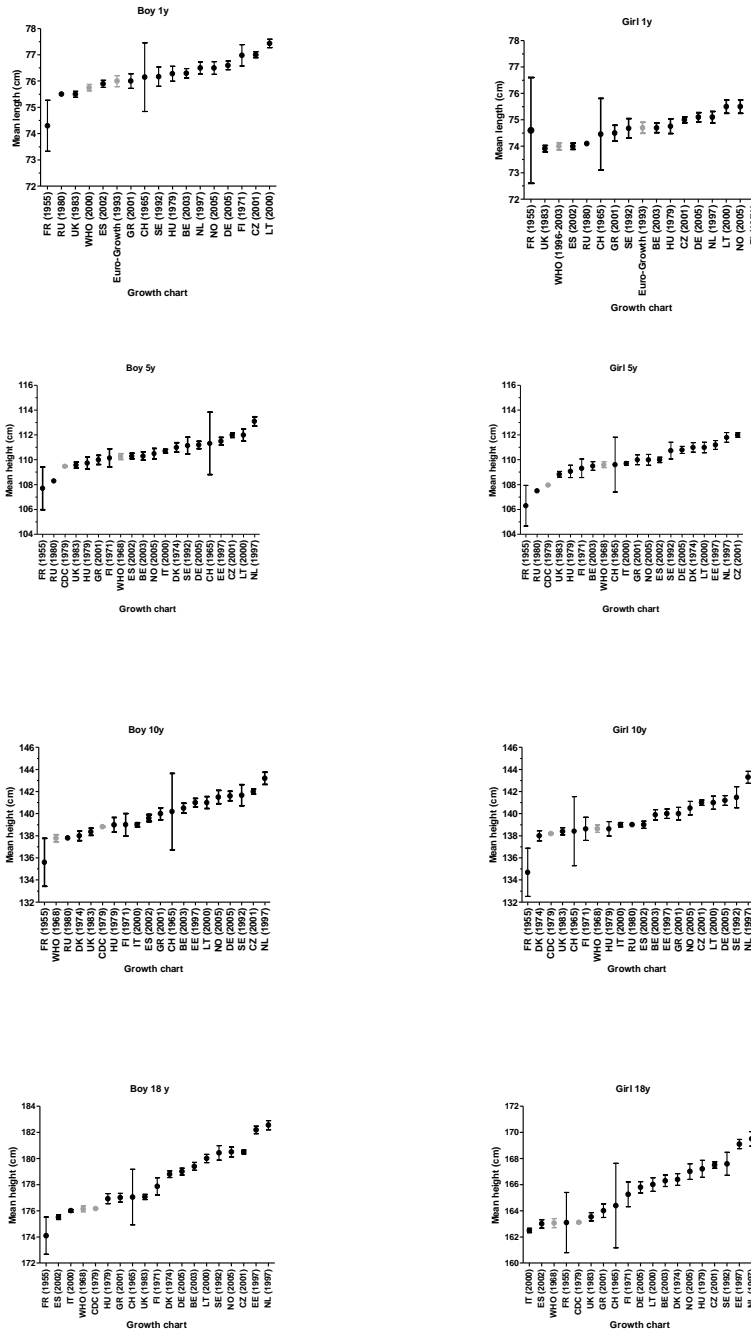 Boy 1y
78
77
76
75
74
73
72
Mean length (cm)
FR (1955)
RU (1980)
UK (1983)
WHO (2000)
ES (2002)
Euro-Growth (1993)
GR (2001)
CH (1965)
SE (1992)
HU (1979)
BE (2003)
NL (1997)
NO (2005)
DE (2005)
FI (1971)
CZ (2001)
LT (2000)
Growth chart
Girl 1y
78
77
76
75
74
73
72
Mean length (cm)
FR (1955)
UK (1983)
WHO (1996-2003)
ES (2002)
RU (1980)
CH (1965)
GR (2001)
SE (1992)
Euro-Growth (1993)
BE (2003)
HU (1979)
CZ (2001)
DE (2005)
NL (1997)
LT (2000)
NO (2005)
Growth chart
Boy 5y
116
114
112
110
108
106
104
Mean height (cm)
FR (1955)
RU (1980)
CDC (1979)
UK (1983)
HU (1979)
GR (2001)
FI (1971)
WHO (1968)
ES (2002)
BE (2003)
NO (2005)
IT (2000)
DK (1974)
SE (1992)
DE (2005)
CH (1965)
EE (1997)
CZ (2001)
LT (2000)
NL (1997)
Growth chart
Girl 5y
116
114
112
110
108
106
104
Mean height (cm)
FR (1955)
RU (1980)
CDC (1979)
UK (1983)
HU (1979)
FI (1971)
BE (2003)
WHO (1968)
CH (1965)
IT (2000)
GR (2001)
NO (2005)
ES (2002)
SE (1992)
DE (2005)
DK (1974)
LT (2000)
EE (1997)
NL (1997)
CZ (2001)
Growth chart
Boy 10y
146
144
142
140
138
136
134
132
Mean height (cm)
FR (1955)
WHO (1968)
RU (1980)
DK (1974)
UK (1983)
CDC (1979)
HU (1979)
FI (1971)
IT (2000)
ES (2002)
GR (2001)
CH (1965)
BE (2003)
EE (1997)
LT (2000)
NO (2005)
DE (2005)
SE (1992)
CZ (2001)
NL (1997)
Growth chart
Girl 10y
146
144
142
140
138
136
134
132
Mean height (cm)
FR (1955)
DK (1974)
CDC (1979)
UK (1983)
CH (1965)
FI (1971)
WHO (1968)
HU (1979)
IT (2000)
RU (1980)
ES (2002)
BE (2003)
EE (1997)
GR (2001)
NO (2005)
CZ (2001)
LT (2000)
DE (2005)
SE (1992)
NL (1997)
Growth chart
Boy 18 y
184
182
180
178
176
174
172
Mean height (cm)
FR (1955)
ES (2002)
IT (2000)
WHO (1968)
CDC (1979)
HU (1979)
GR (2001)
CH (1965)
UK (1983)
FI (1971)
DK (1974)
DE (2005)
BE (2003)
LT (2000)
SE (1992)
NO (2005)
CZ (2001)
EE (1997)
NL (1997)
Growth chart
Girl 18y
172
170
168
166
164
162
160
Mean height (cm)
IT (2000)
ES (2002)
WHO (1968)
FR (1955)
CDC (1979)
UK (1983)
GR (2001)
CH (1965)
FI (1971)
DE (2005)
LT (2000)
BE (2003)
DK (1974)
NO (2005)
HU (1979)
CZ (2001)
SE (1992)
EE (1997)
NL (1997)
Growth chart